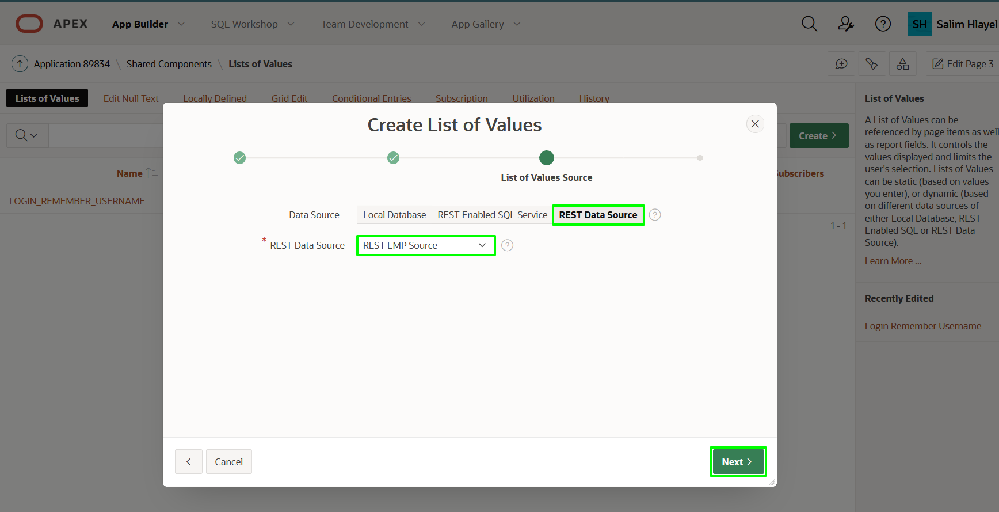 APEX App Builder SQL Workshop Team Development App Gallery SH Salim Hlayel
Application 89834 \ Shared Components \ Lists of Values Edit Page 3
Lists of Values Edit Null Text Locally Defined Grid Edit Conditional Entries Subscription Utilization History
Create
Name Subscribers
LOGIN_REMEMBER_USERNAME
1 - 1
Create List of Values
List of Values Source
Data Source Local Database REST Enabled SQL Service REST Data Source ?
* REST Data Source REST EMP Source ?
Cancel Next
List of Values
A List of Values can be
referenced by page items as well
as report fields. It controls the
values displayed and limits the
user's selection. Lists of Values
can be static (based on values
you enter), or dynamic (based
on different data sources of
either Local Database, REST
Enabled SQL or REST Data
Source).
Learn More ...
Recently Edited
Login Remember Username